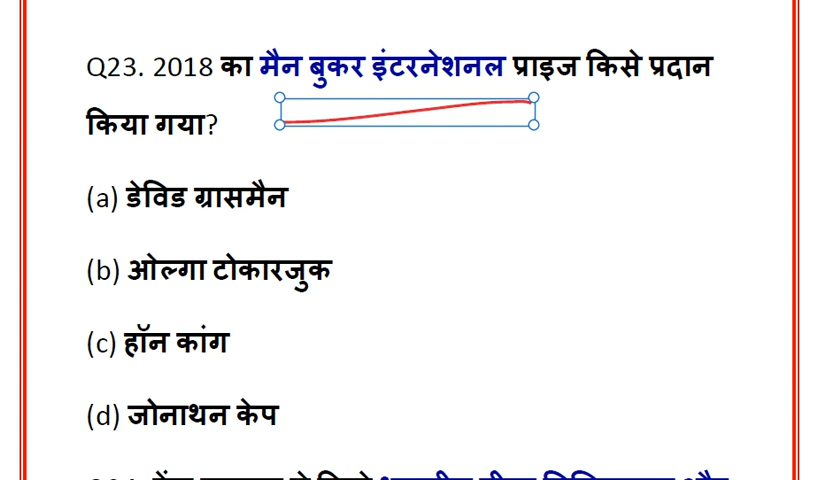 Q23. 2018 का मैन बुकर इंटरनेशनल प्राइज किसे प्रदान
किया गया?
(a) डेविड ग्रासमैन
(b) ओल्गा टोकारजुक
(c) हॉन कांग
(d) जोनाथन केप